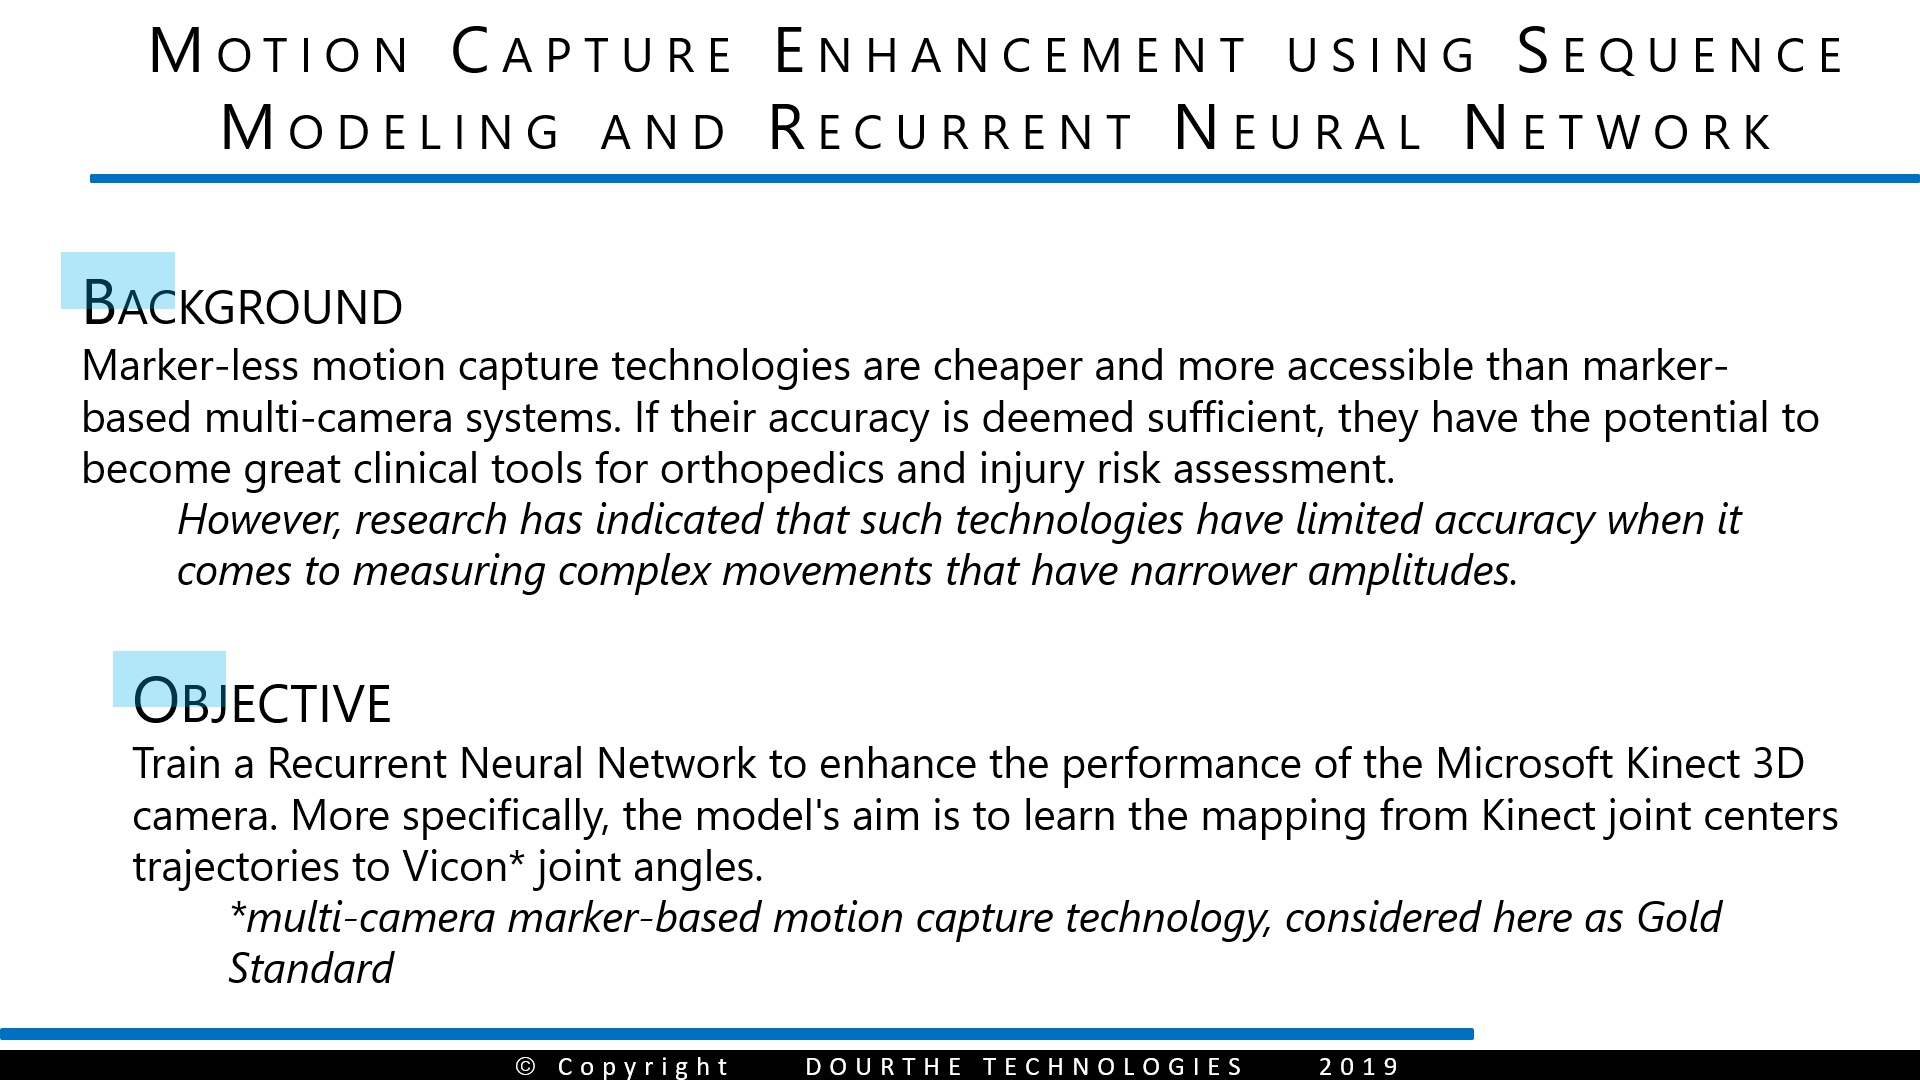 Motion Capture Enhancement using Sequence
Modeling and Recurrent Neural Network
Background
Marker-less motion capture technologies are cheaper and more accessible than marker-
based multi-camera systems. If their accuracy is deemed sufficient, they have the potential to
become great clinical tools for orthopedics and injury risk assessment.
However, research has indicated that such technologies have limited accuracy when it
comes to measuring complex movements that have narrower amplitudes.
Objective
Train a Recurrent Neural Network to enhance the performance of the Microsoft Kinect 3D
camera. More specifically, the model's aim is to learn the mapping from Kinect joint centers
trajectories to Vicon* joint angles.
*multi-camera marker-based motion capture technology, considered here as Gold
Standard
© Copyright DOURTHE TECHNOLOGIES 2019